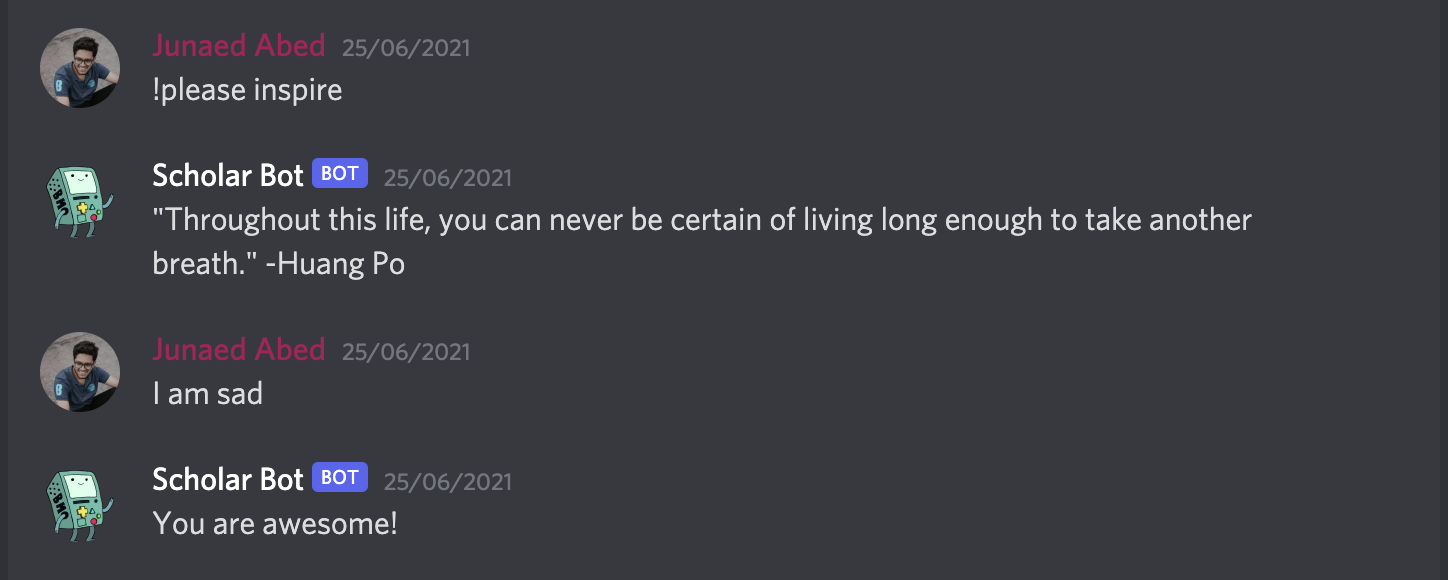 Junaed Abed 25/06/2021
!please inspire
Scholar Bot BOT 25/06/2021
"Throughout this life, you can never be certain of living long enough to take another
breath." -Huang Po
Junaed Abed 25/06/2021
I am sad
Scholar Bot BOT 25/06/2021
You are awesome!